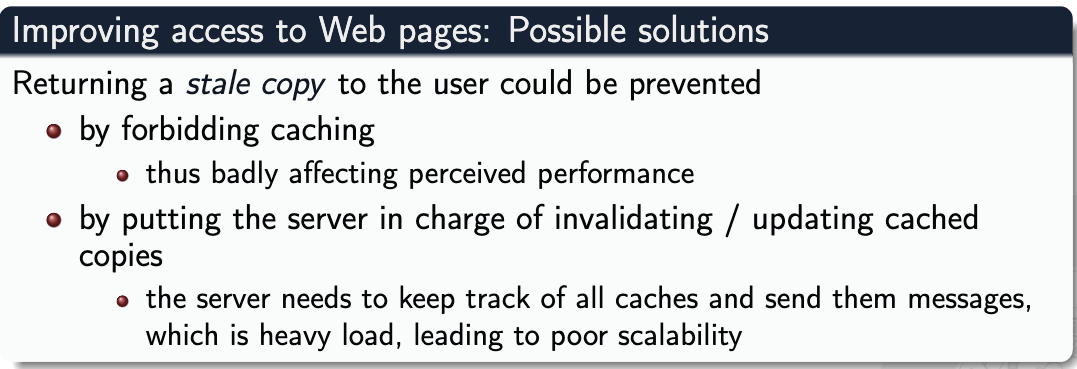 Improving access to Web pages: Possible solutions
Returning a stale copy to the user could be prevented
by forbidding caching
thus badly affecting perceived performance
by putting the server in charge of invalidating / updating cached
copies
the server needs to keep track of all caches and send them messages,
which is heavy load, leading to poor scalability